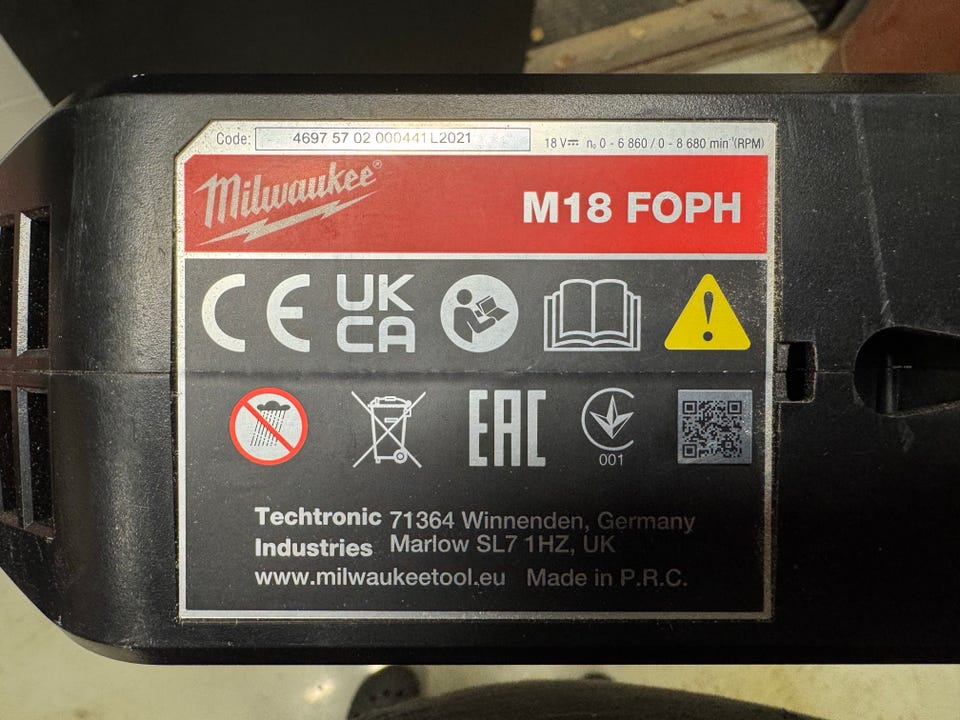 Code: 4697 57 02 000441 L2021 18 V⎓ n₀ 0 - 6 860 / 0 - 8 680 min⁻¹(RPM)
Milwaukee® M18 FOPH
CE UK CA
EAC 001
Techtronic Industries 71364 Winnenden, Germany
Marlow SL7 1HZ, UK
www.milwaukeetool.eu Made in P.R.C.